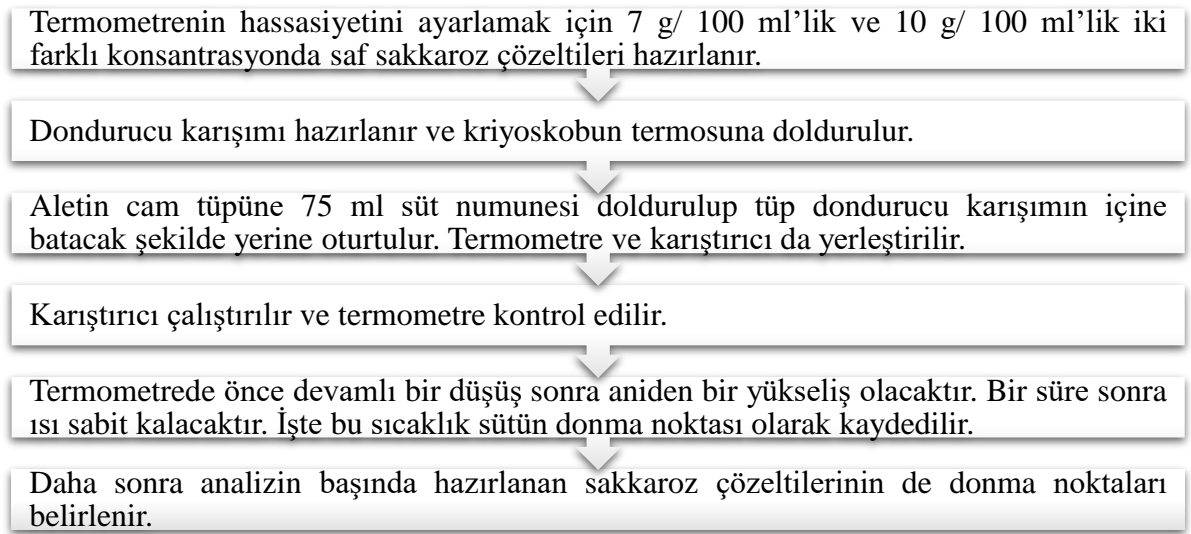 Termometrenin hassasiyetini ayarlamak için 7 g/ 100 ml’lik ve 10 g/ 100 ml’lik iki
farklı konsantrasyonda saf sakkaroz çözeltileri hazırlanır.
Dondurucu karışımı hazırlanır ve kriyoskobun termosuna doldurulur.
Aletin cam tüpüne 75 ml süt numunesi doldurulup tüp dondurucu karışımın içine
batacak şekilde yerine oturtulur. Termometre ve karıştırıcı da yerleştirilir.
Karıştırıcı çalıştırılır ve termometre kontrol edilir.
Termometrede önce devamlı bir düşüş sonra aniden bir yükseliş olacaktır. Bir süre sonra
ısı sabit kalacaktır. İşte bu sıcaklık sütün donma noktası olarak kaydedilir.
Daha sonra analizin başında hazırlanan sakkaroz çözeltilerinin de donma noktaları
belirlenir.